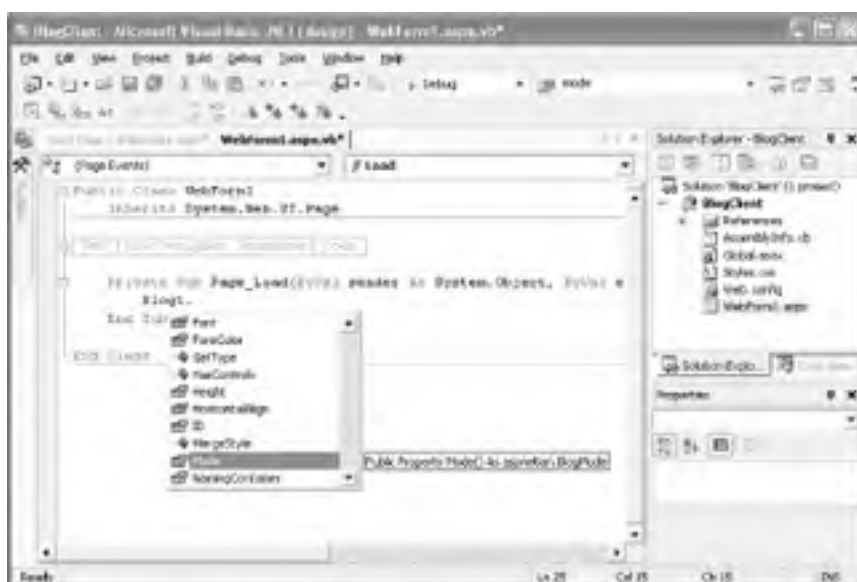 BlogClient - Microsoft Visual Basic .NET [design] - WebForm1.aspx.vb*
File Edit View Project Build Debug Tools Window Help
Debug mode
WebForm1.aspx.vb*
Solution Explorer - BlogClient
(Page Events) Load
Solution 'BlogClient' (1 project)
BlogClient
References
AssemblyInfo.vb
Global.asax
Styles.css
Web.config
WebForm1.aspx
Public Class WebForm1
Inherits System.Web.UI.Page
Private Sub Page_Load(ByVal sender As System.Object, ByVal e
Blog1.
End Sub
End Class
Font
ForeColor
GetType
HasControls
Height
HorizontalAlign
ID
MergeStyle
Mode
NamingContainer
Public Property Mode() As aspnetian.BlogMode
Solution Explo...
Properties
Ready Ln 25 Col 15 Ch 15 INS